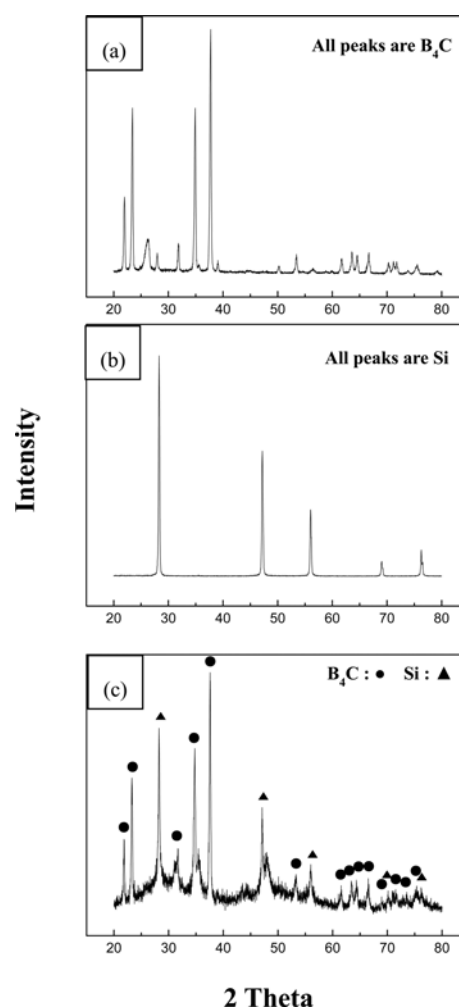 (a)
All peaks are B₄C
20 30 40 50 60 70 80
(b)
All peaks are Si
20 30 40 50 60 70 80
Intensity
(c)
B₄C : ● Si : ▲
20 30 40 50 60 70 80
2 Theta